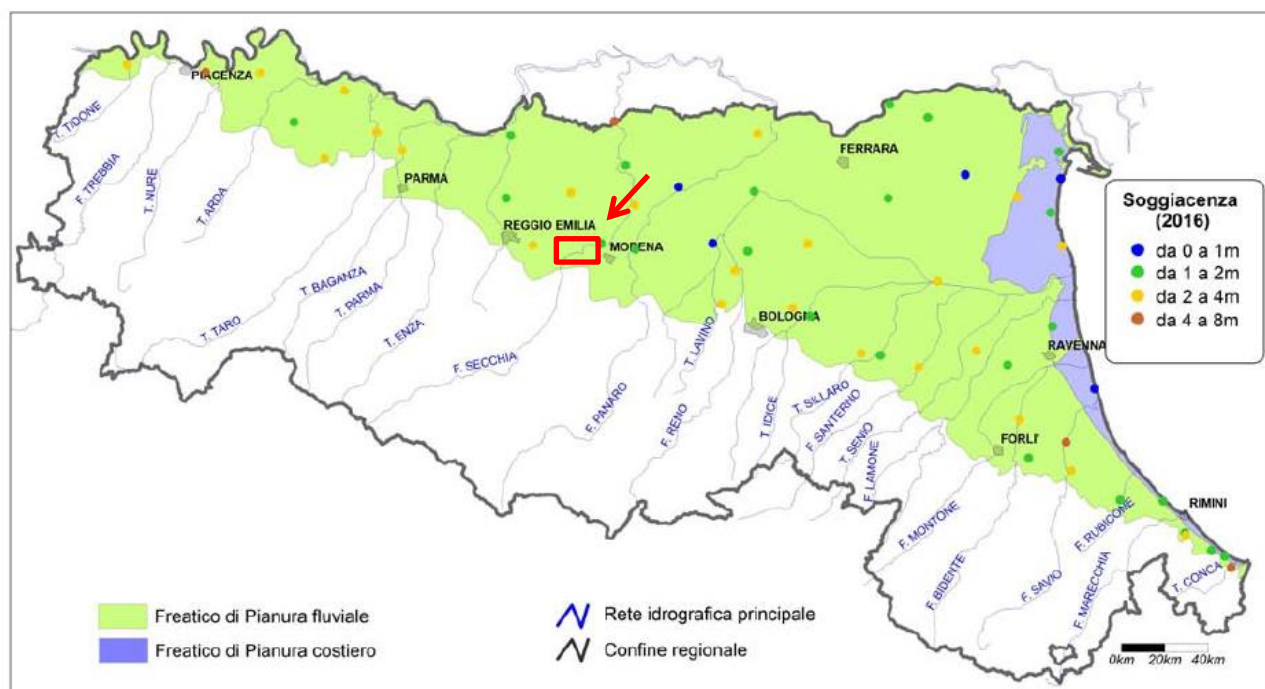 PIACENZA
T. TIDONE
F. TREBBIA
T. NURE
T. ARDA
PARMA
FERRARA
REGGIO EMILIA
MODENA
T. BAGANZA
T. TARO
T. PARMA
T. ENZA
F. SECCHIA
BOLOGNA
T. LAVINO
F. PANARO
F. RENO
T. IDICE
T. SILLARO
F. SANTERNO
T. SENIO
F. LAMONE
RAVENNA
FORLI'
F. MONTONE
F. BIDENTE
F. SAVIO
F. RUBICONE
F. MARECCHIA
RIMINI
T. CONCA
Soggiacenza
(2016)
da 0 a 1m
da 1 a 2m
da 2 a 4m
da 4 a 8m
Freatico di Pianura fluviale
Freatico di Pianura costiero
Rete idrografica principale
Confine regionale
0km 20km 40km